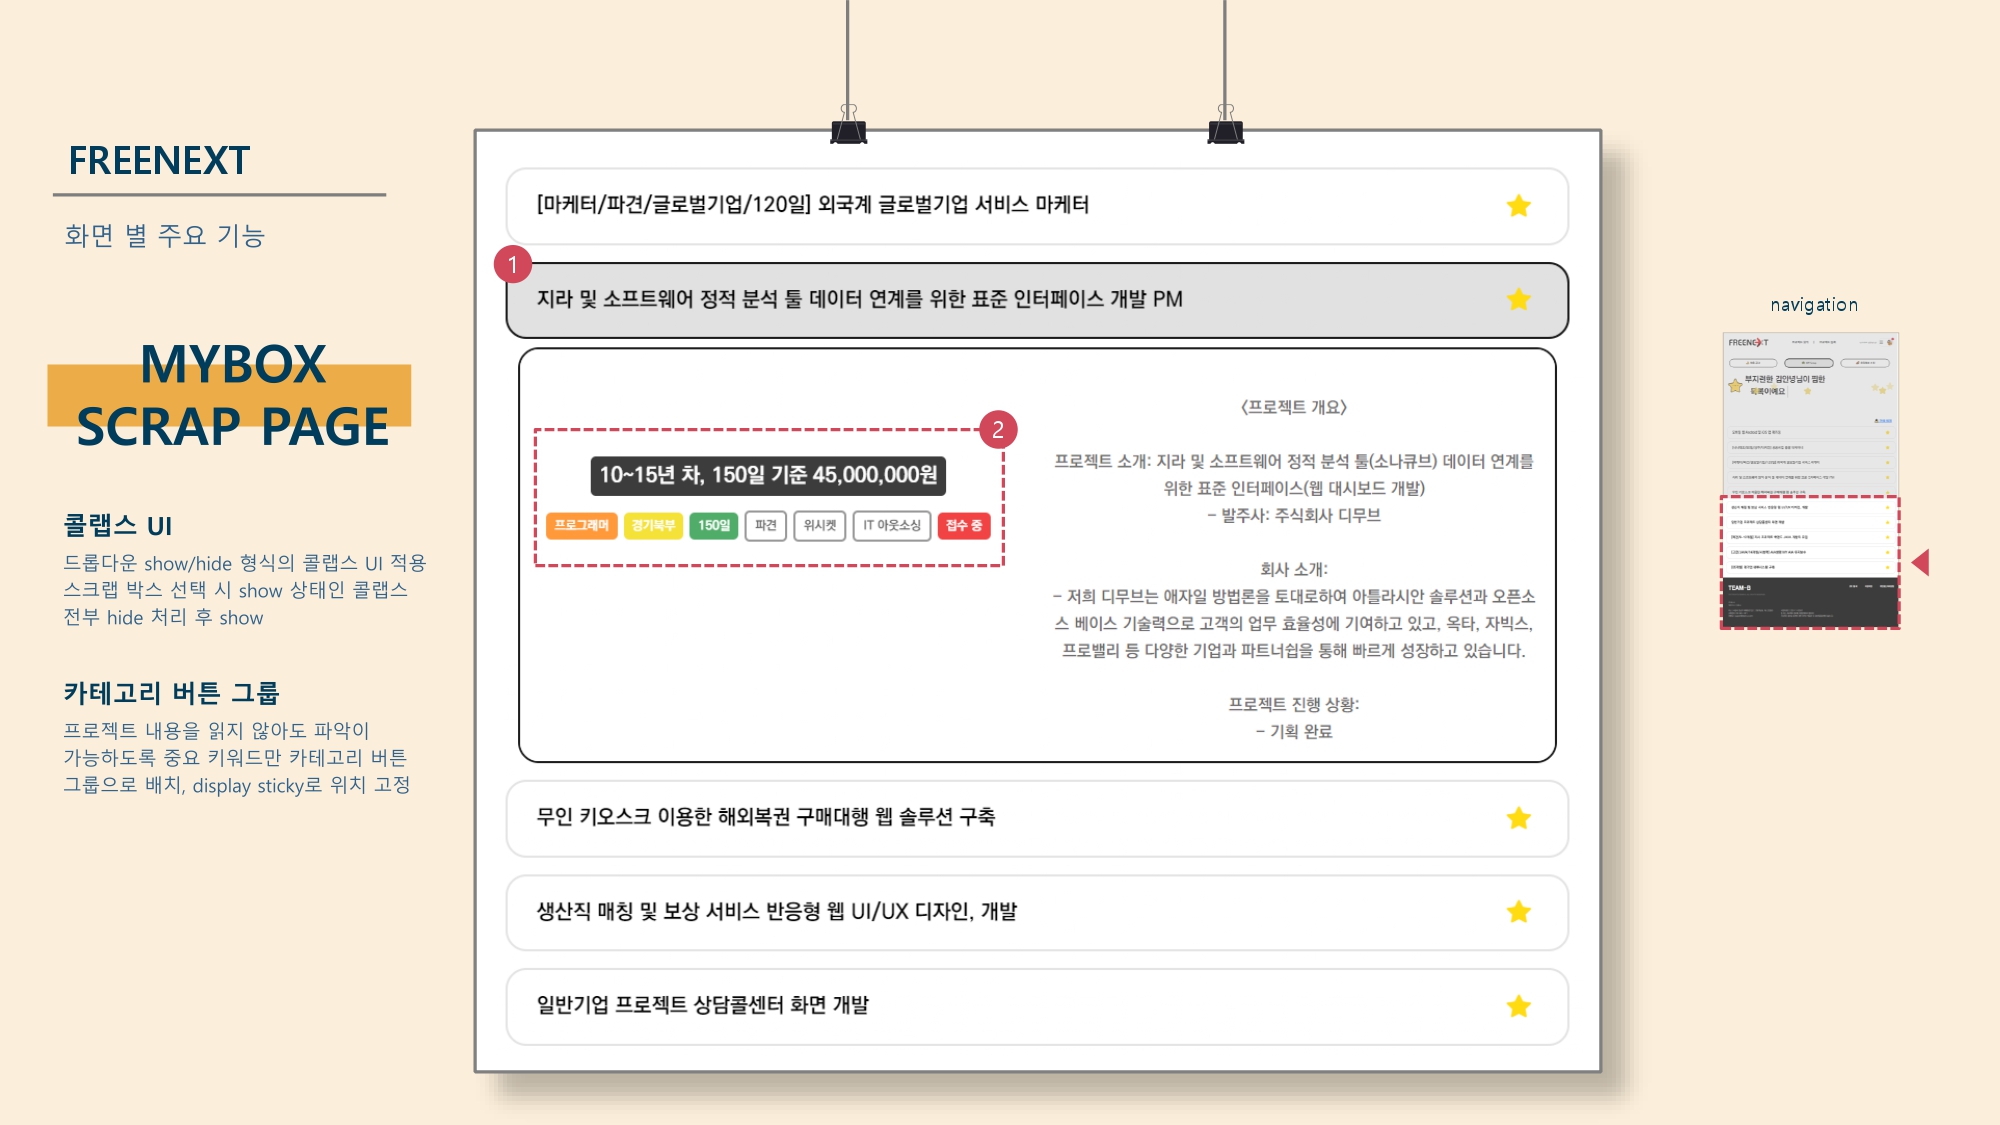 FREENEXT
화면 별 주요 기능
MYBOX
SCRAP PAGE
콜랩스 UI
드롭다운 show/hide 형식의 콜랩스 UI 적용
스크랩 박스 선택 시 show 상태인 콜랩스
전부 hide 처리 후 show
카테고리 버튼 그룹
프로젝트 내용을 읽지 않아도 파악이
가능하도록 중요 키워드만 카테고리 버튼
그룹으로 배치, display sticky로 위치 고정
[마케터/파견/글로벌기업/120일] 외국계 글로벌기업 서비스 마케터
1
지라 및 소프트웨어 정적 분석 툴 데이터 연계를 위한 표준 인터페이스 개발 PM
2
10~15년 차, 150일 기준 45,000,000원
프로그래머 경기북부 150일 파견 위시켓 IT 아웃소싱 접수 중
〈프로젝트 개요〉
프로젝트 소개: 지라 및 소프트웨어 정적 분석 툴(소나큐브) 데이터 연계를
위한 표준 인터페이스(웹 대시보드 개발)
- 발주사: 주식회사 디무브
회사 소개:
- 저희 디무브는 애자일 방법론을 토대로하여 아틀라시안 솔루션과 오픈소
스 베이스 기술력으로 고객의 업무 효율성에 기여하고 있고, 옥타, 자빅스,
프로밸리 등 다양한 기업과 파트너쉽을 통해 빠르게 성장하고 있습니다.
프로젝트 진행 상황:
- 기획 완료
무인 키오스크 이용한 해외복권 구매대행 웹 솔루션 구축
생산직 매칭 및 보상 서비스 반응형 웹 UI/UX 디자인, 개발
일반기업 프로젝트 상담콜센터 화면 개발
navigation
FREENEXT
부지런한 김안녕님이 찜한
목록이예요
TEAM-B